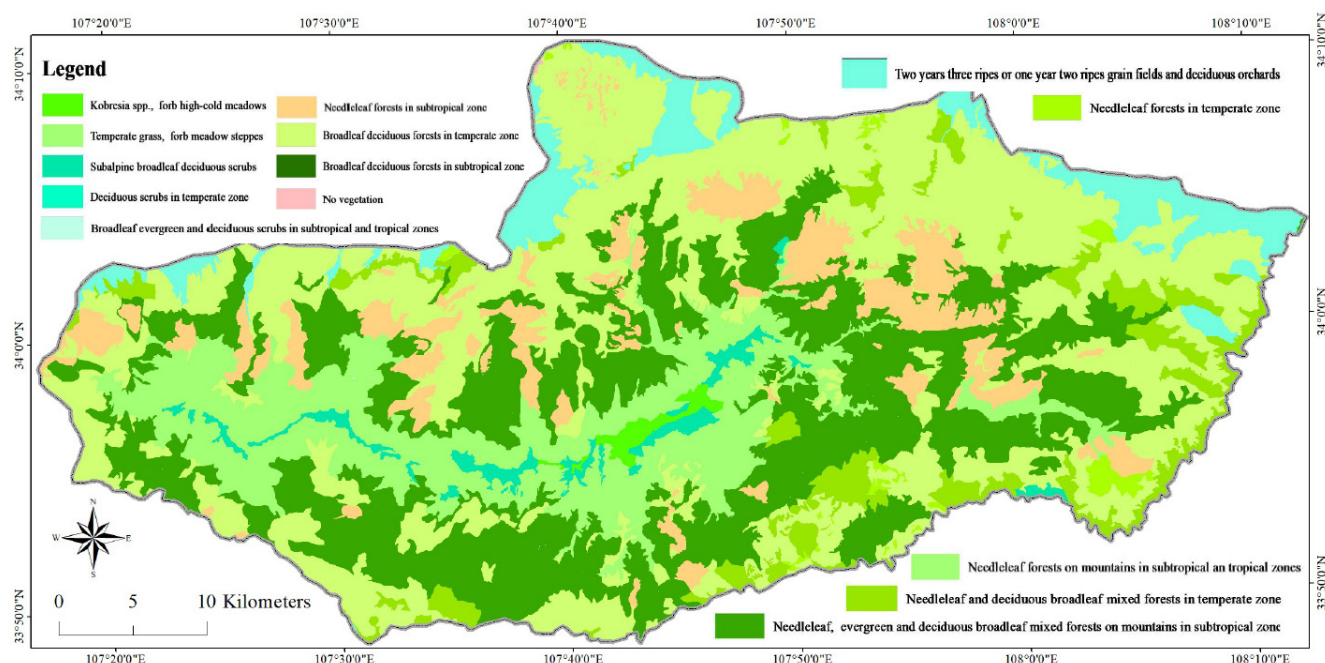 107°20'0"E 107°30'0"E 107°40'0"E 107°50'0"E 108°0'0"E 108°10'0"E
34°10'0"N
34°0'0"N
33°50'0"N
34°10'0"N
34°0'0"N
33°50'0"N
Legend
Kobresia spp., forb high-cold meadows
Temperate grass, forb meadow steppes
Subalpine broadleaf deciduous scrubs
Deciduous scrubs in temperate zone
Broadleaf evergreen and deciduous scrubs in subtropical and tropical zones
Needleleaf forests in subtropical zone
Broadleaf deciduous forests in temperate zone
Broadleaf deciduous forests in subtropical zone
No vegetation
Two years three ripes or one year two ripes grain fields and deciduous orchards
Needleleaf forests in temperate zone
N
W E
S
0 5 10 Kilometers
Needleleaf forests on mountains in subtropical an tropical zones
Needleleaf and deciduous broadleaf mixed forests in temperate zone
Needleleaf, evergreen and deciduous broadleaf mixed forests on mountains in subtropical zone
107°20'0"E 107°30'0"E 107°40'0"E 107°50'0"E 108°0'0"E 108°10'0"E